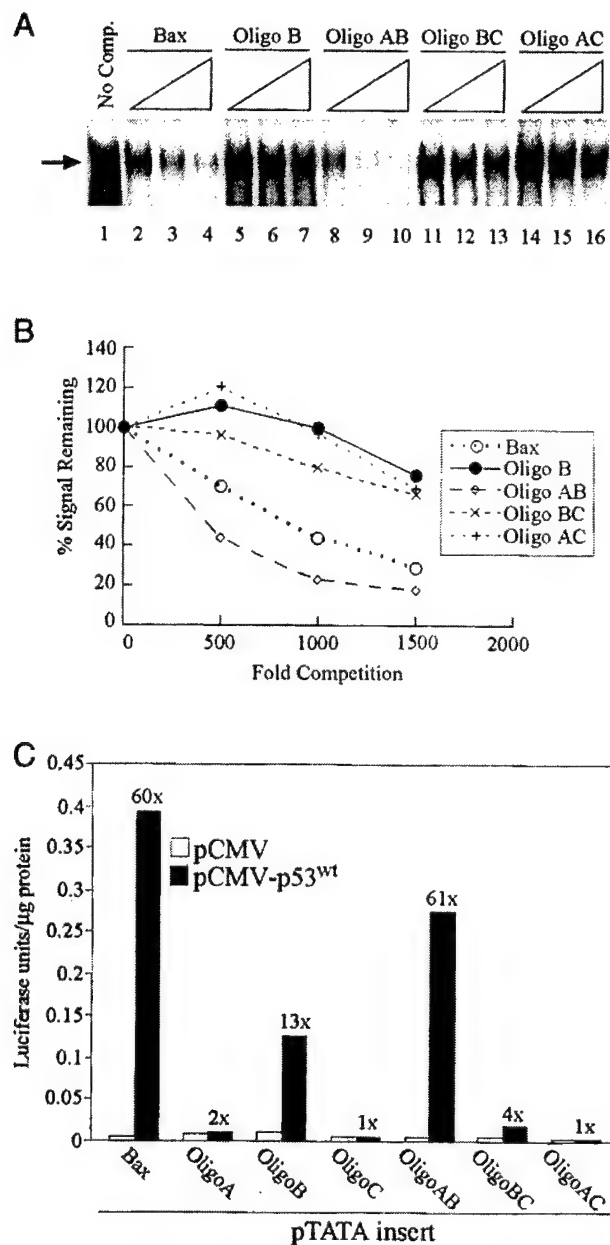 A
No Comp.
Bax
Oligo B
Oligo AB
Oligo BC
Oligo AC
1 2 3 4 5 6 7 8 9 10 11 12 13 14 15 16
B
% Signal Remaining
140
120
100
80
60
40
20
0
0 500 1000 1500 2000
Fold Competition
Bax
Oligo B
Oligo AB
Oligo BC
Oligo AC
C
Luciferase units/µg protein
0.45
0.4
0.35
0.3
0.25
0.2
0.15
0.1
0.05
0
60x
pCMV
pCMV-p53wt
2x
13x
1x
61x
4x
1x
Bax
OligoA
OligoB
OligoC
OligoAB
OligoBC
OligoAC
pTATA insert